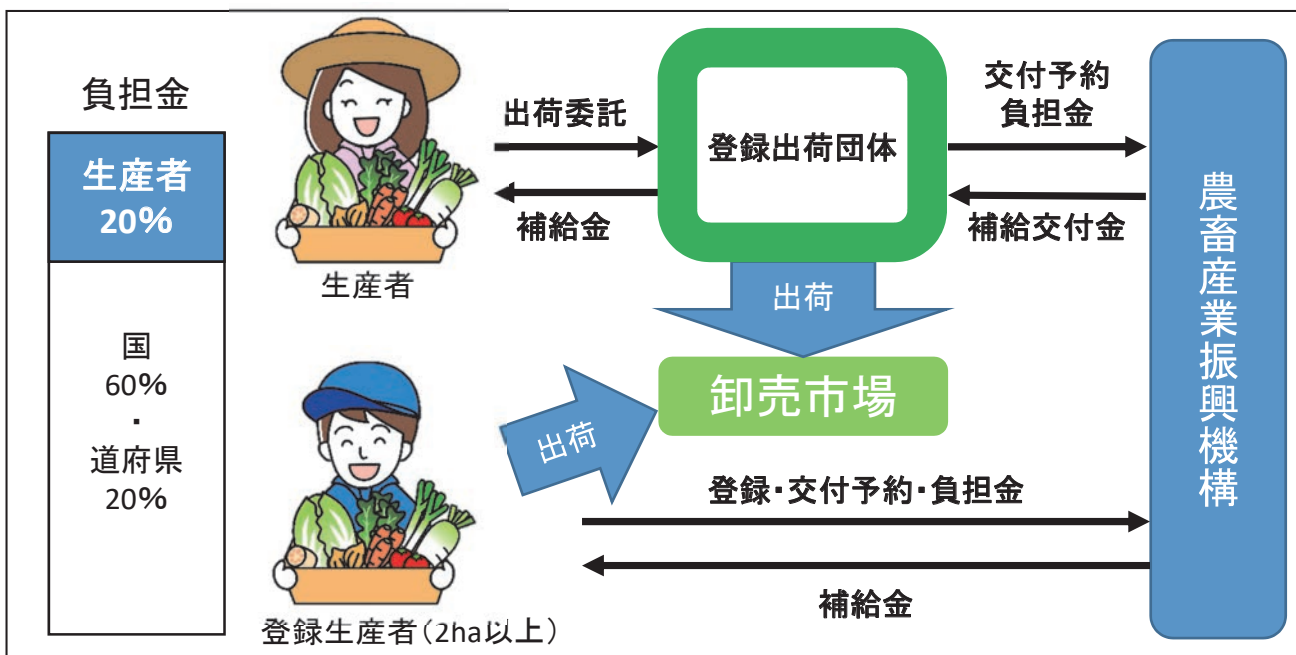 負担金
生産者
20%
国
60%
・
道府県
20%
生産者
出荷委託
補給金
登録出荷団体
交付予約
負担金
補給交付金
出荷
卸売市場
出荷
登録・交付予約・負担金
補給金
登録生産者（2ha以上）
農畜産業振興機構